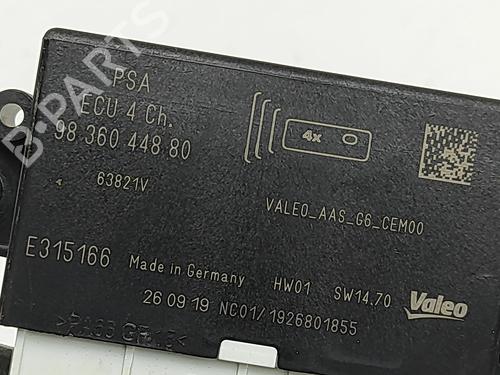 PSA
ECU 4 Ch.
98 360 448 80
4x
63821V
VALEO_AAS_G6_CEM00
E315166 Made in Germany HW01 SW14.70 Valeo
26 09 19 NC01/1926801855